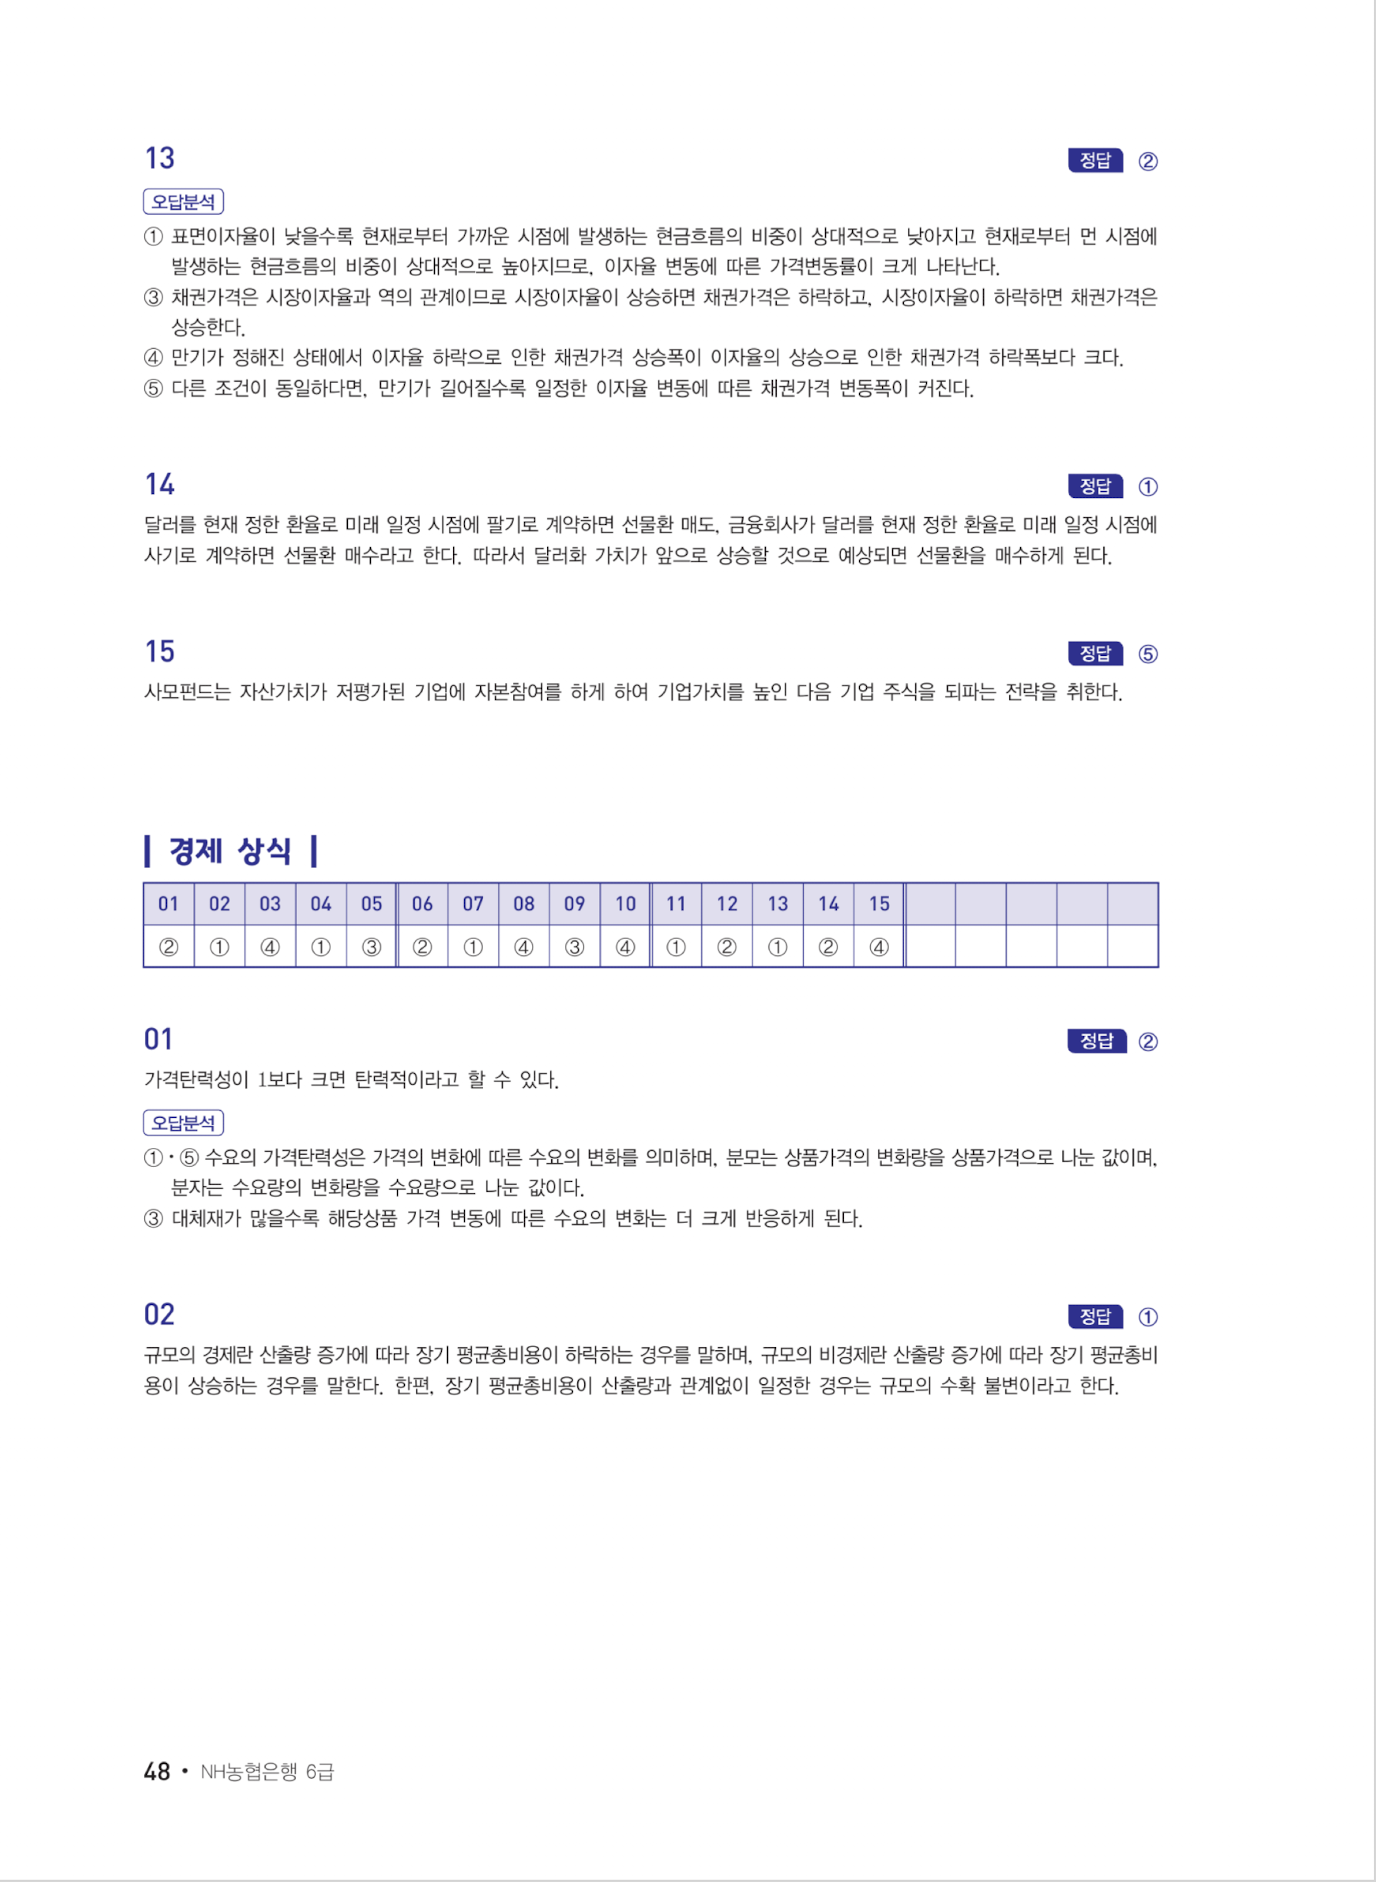 13 정답 ②
오답분석
① 표면이자율이 낮을수록 현재로부터 가까운 시점에 발생하는 현금흐름의 비중이 상대적으로 낮아지고 현재로부터 먼 시점에
발생하는 현금흐름의 비중이 상대적으로 높아지므로, 이자율 변동에 따른 가격변동률이 크게 나타난다.
③ 채권가격은 시장이자율과 역의 관계이므로 시장이자율이 상승하면 채권가격은 하락하고, 시장이자율이 하락하면 채권가격은
상승한다.
④ 만기가 정해진 상태에서 이자율 하락으로 인한 채권가격 상승폭이 이자율의 상승으로 인한 채권가격 하락폭보다 크다.
⑤ 다른 조건이 동일하다면, 만기가 길어질수록 일정한 이자율 변동에 따른 채권가격 변동폭이 커진다.
14 정답 ①
달러를 현재 정한 환율로 미래 일정 시점에 팔기로 계약하면 선물환 매도, 금융회사가 달러를 현재 정한 환율로 미래 일정 시점에
사기로 계약하면 선물환 매수라고 한다. 따라서 달러화 가치가 앞으로 상승할 것으로 예상되면 선물환을 매수하게 된다.
15 정답 ⑤
사모펀드는 자산가치가 저평가된 기업에 자본참여를 하게 하여 기업가치를 높인 다음 기업 주식을 되파는 전략을 취한다.
경제 상식
01 02 03 04 05 06 07 08 09 10 11 12 13 14 15
② ① ④ ① ③ ② ① ④ ③ ④ ① ② ① ② ④
01 정답 ②
가격탄력성이 1보다 크면 탄력적이라고 할 수 있다.
오답분석
①·⑤ 수요의 가격탄력성은 가격의 변화에 따른 수요의 변화를 의미하며, 분모는 상품가격의 변화량을 상품가격으로 나눈 값이며,
분자는 수요량의 변화량을 수요량으로 나눈 값이다.
③ 대체재가 많을수록 해당상품 가격 변동에 따른 수요의 변화는 더 크게 반응하게 된다.
02 정답 ①
규모의 경제란 산출량 증가에 따라 장기 평균총비용이 하락하는 경우를 말하며, 규모의 비경제란 산출량 증가에 따라 장기 평균총비
용이 상승하는 경우를 말한다. 한편, 장기 평균총비용이 산출량과 관계없이 일정한 경우는 규모의 수확 불변이라고 한다.
48 • NH농협은행 6급